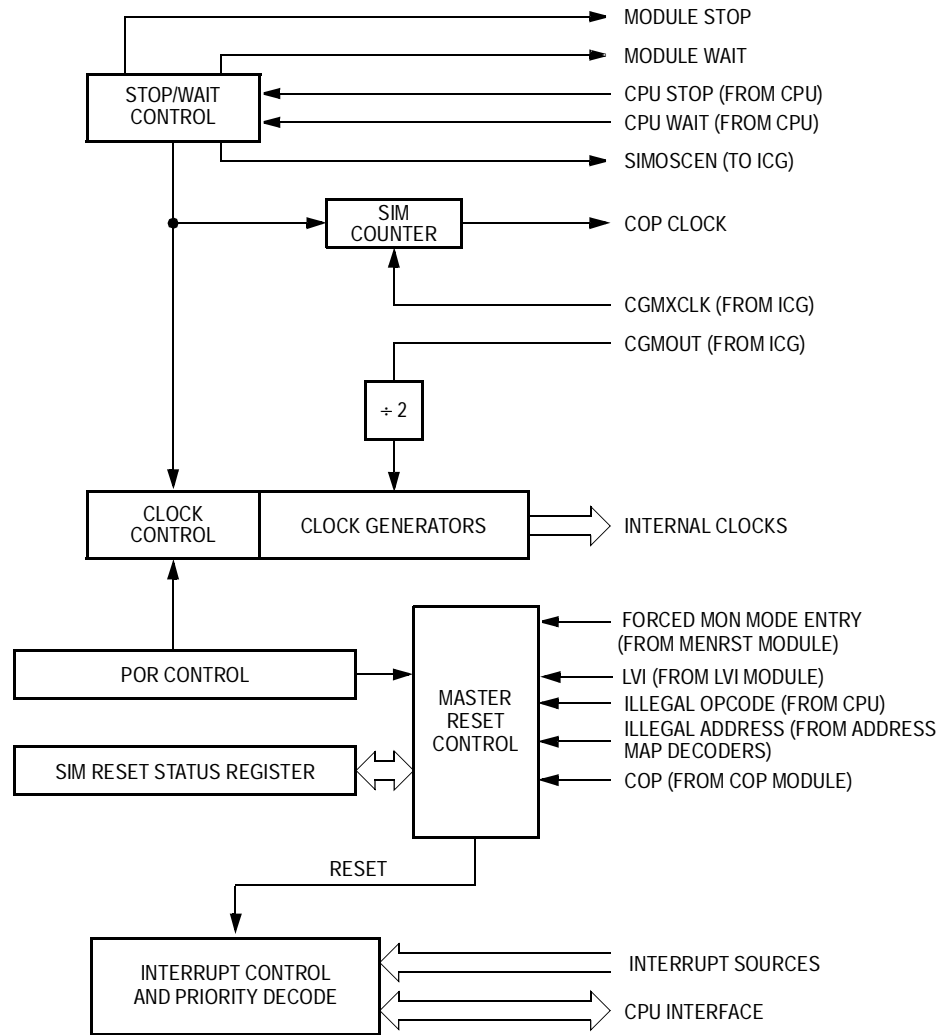 MODULE STOP
MODULE WAIT
STOP/WAIT
CONTROL
CPU STOP (FROM CPU)
CPU WAIT (FROM CPU)
SIMOSCEN (TO ICG)
SIM
COUNTER
COP CLOCK
CGMXCLK (FROM ICG)
CGMOUT (FROM ICG)
÷ 2
CLOCK
CONTROL
CLOCK GENERATORS
INTERNAL CLOCKS
FORCED MON MODE ENTRY
(FROM MENRST MODULE)
POR CONTROL
LVI (FROM LVI MODULE)
MASTER
RESET
CONTROL
ILLEGAL OPCODE (FROM CPU)
ILLEGAL ADDRESS (FROM ADDRESS
MAP DECODERS)
SIM RESET STATUS REGISTER
COP (FROM COP MODULE)
RESET
INTERRUPT CONTROL
AND PRIORITY DECODE
INTERRUPT SOURCES
CPU INTERFACE